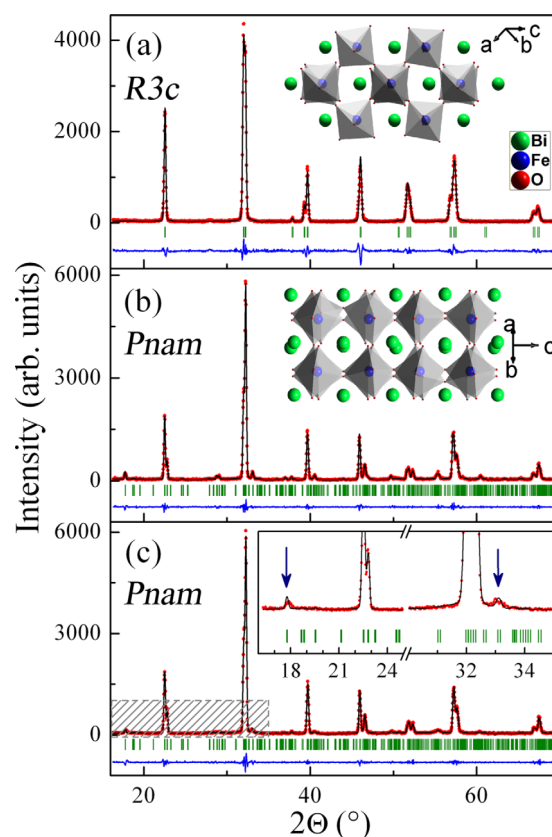 Intensity (arb. units)
(a)
R3c
4000
2000
0
a
c
b
Bi
Fe
O
(b)
Pnam
6000
3000
0
a
c
b
(c)
Pnam
6000
3000
0
18
22
24
32
34
20
40
60
2Θ (°)